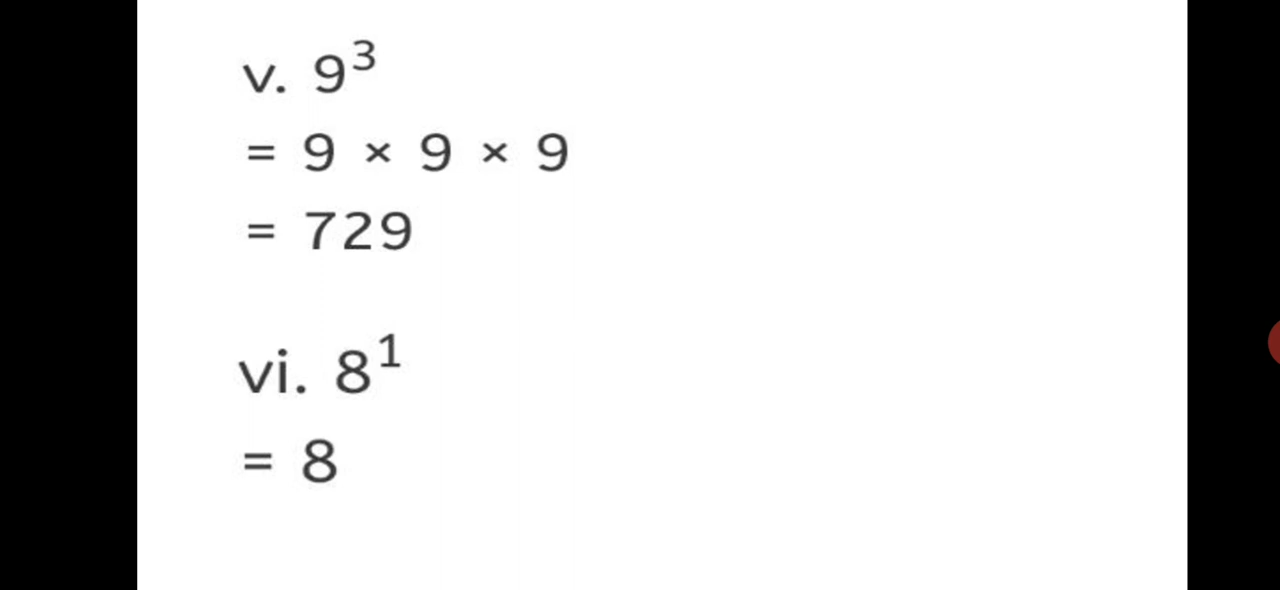 v. 9³
= 9 × 9 × 9
= 729
vi. 8¹
= 8